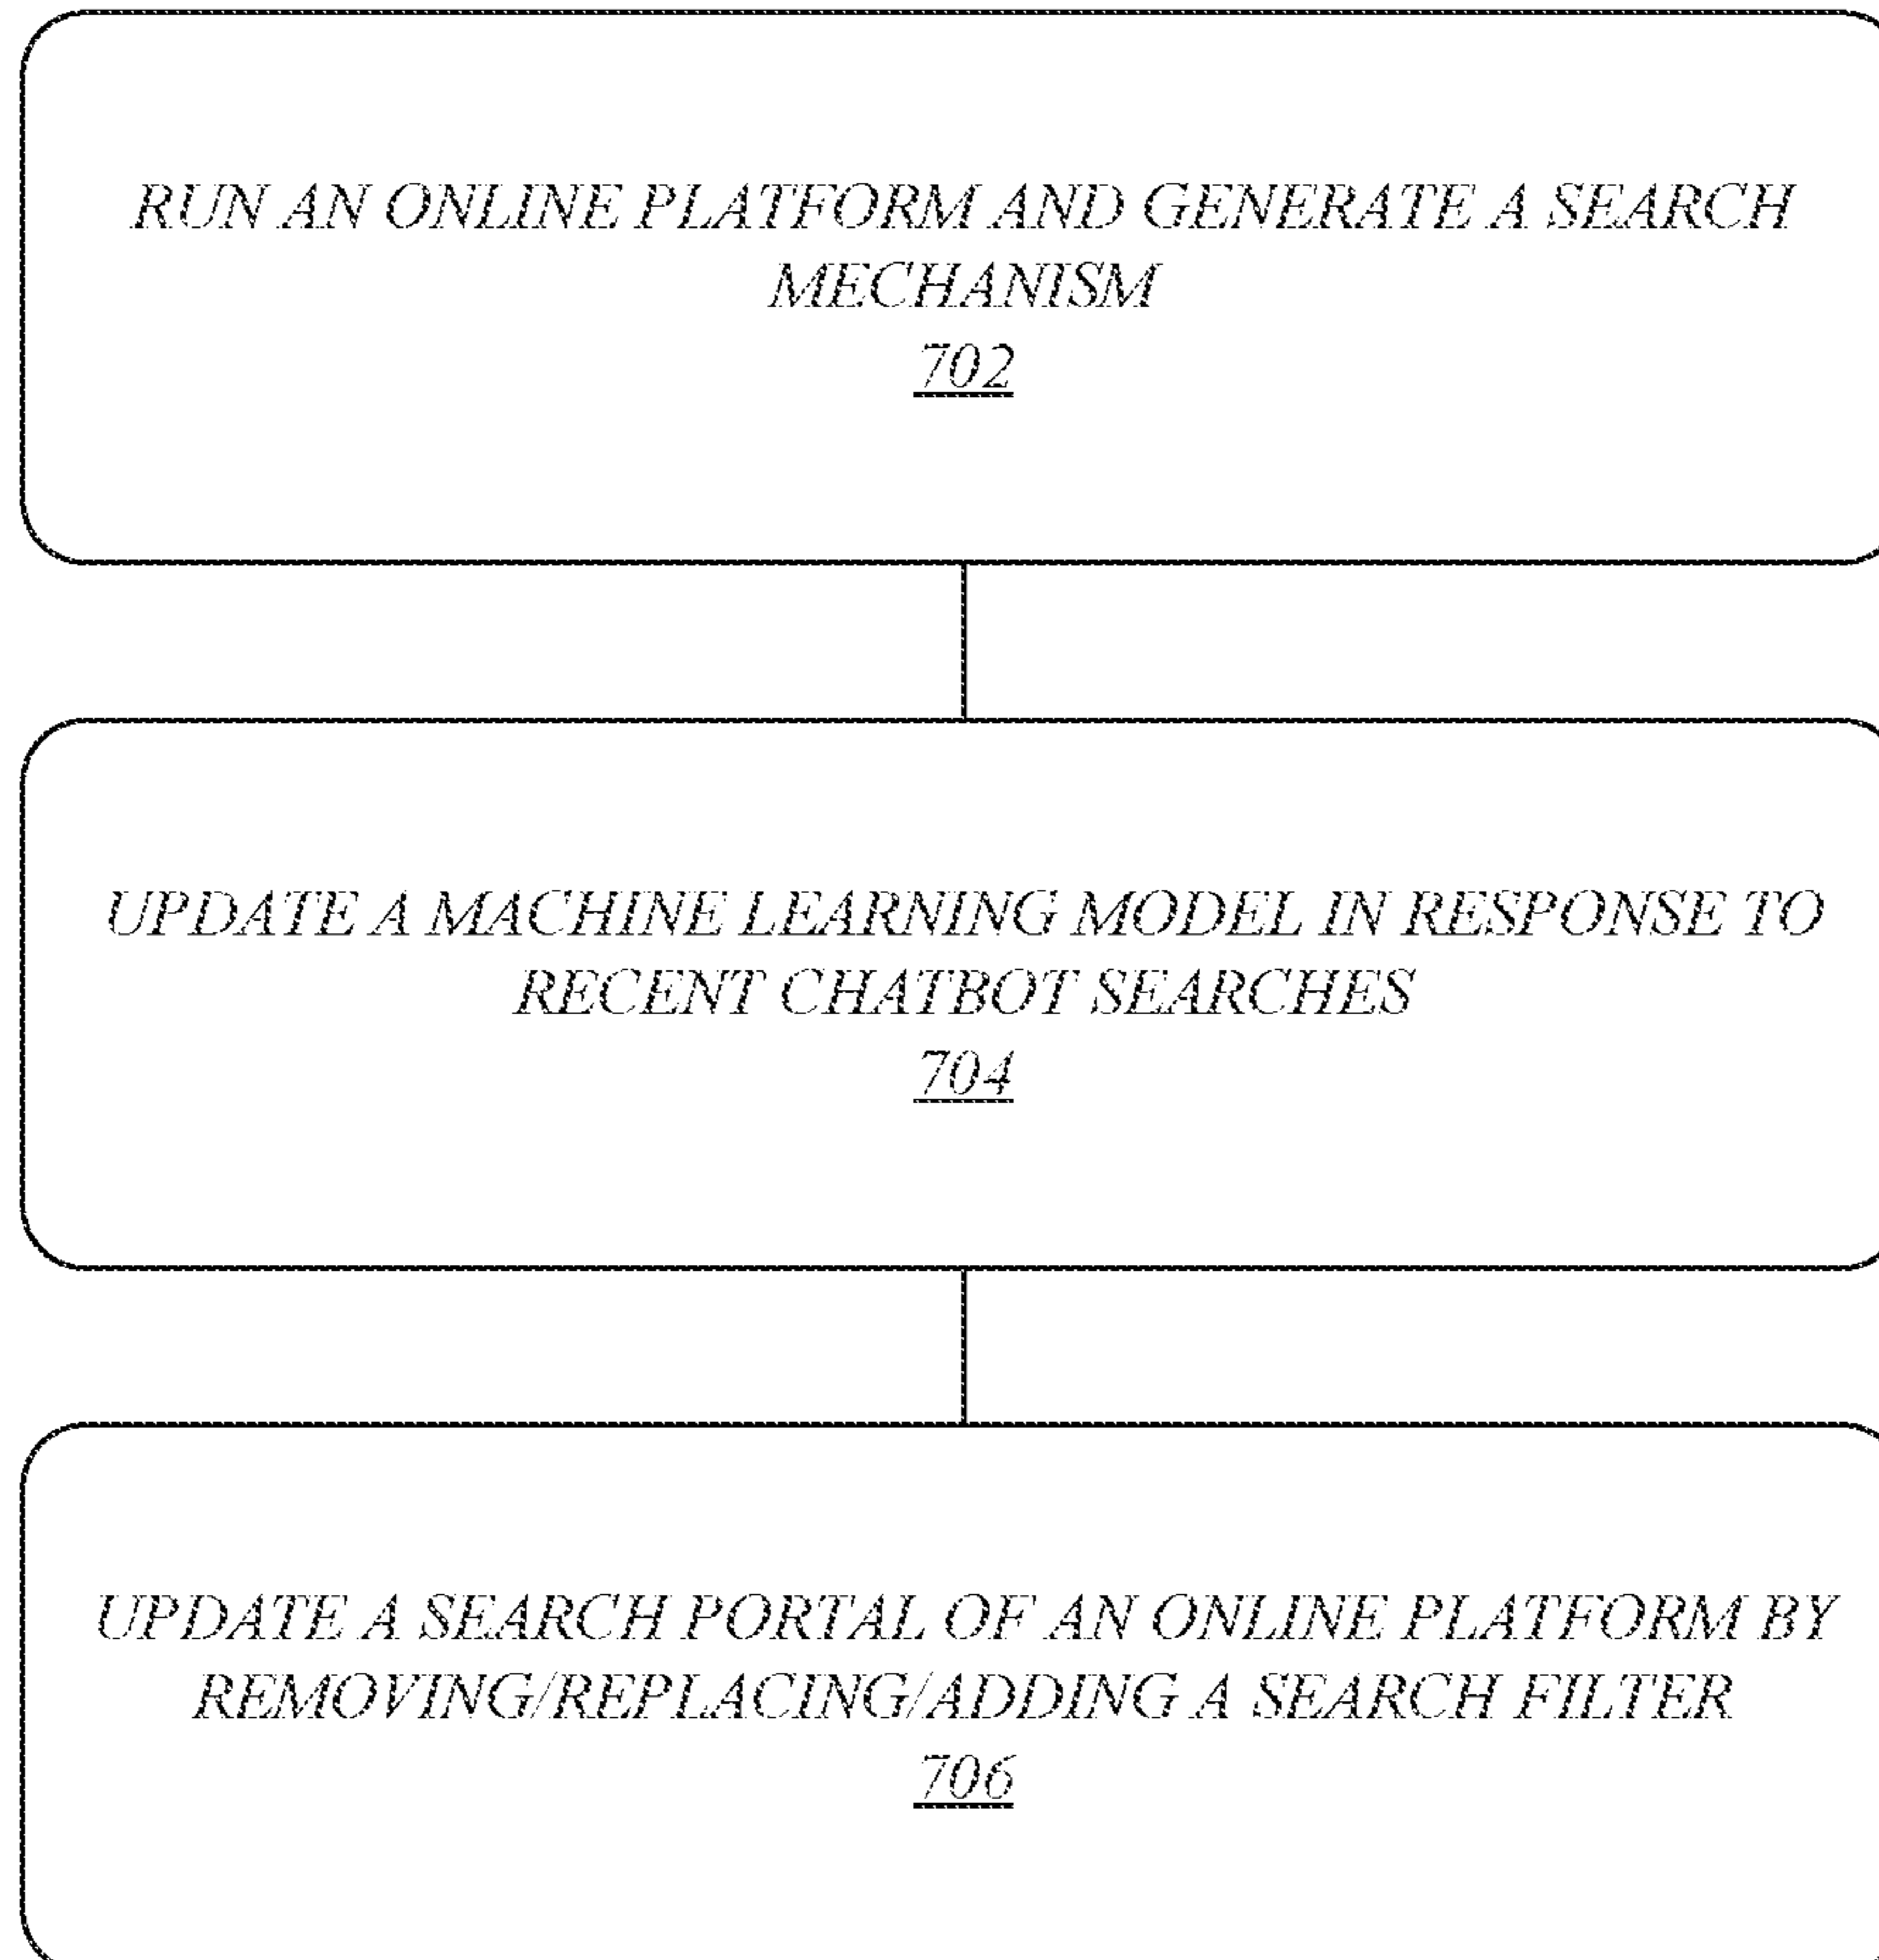 RUN AN ONLINE PLATFORM AND GENERATE A SEARCH
MECHANISM
702
UPDATE A MACHINE LEARNING MODEL IN RESPONSE TO
RECENT CHATBOT SEARCHES
704
UPDATE A SEARCH PORTAL OF AN ONLINE PLATFORM BY
REMOVING/REPLACING/ADDING A SEARCH FILTER
706